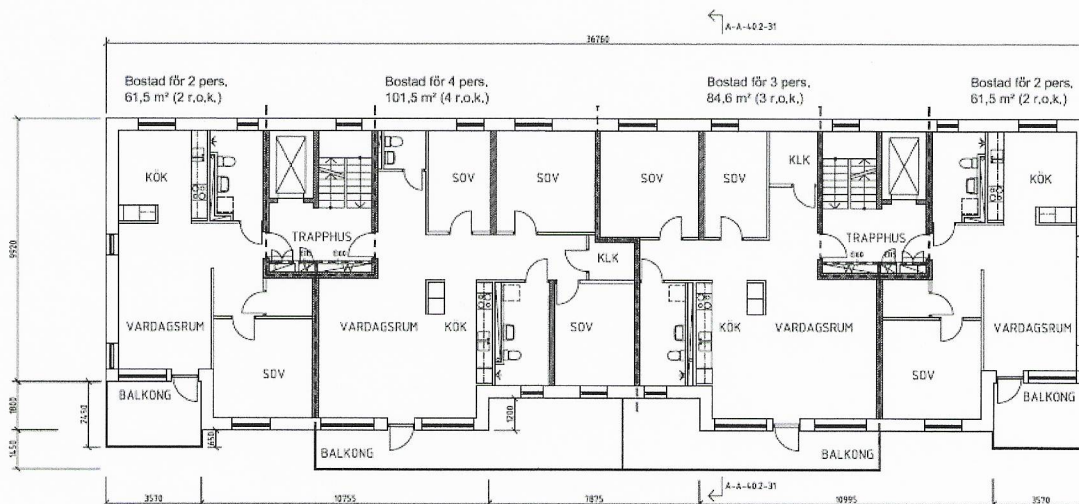 A-A-40.2-31
36760
Bostad för 2 pers,
61,5 m² (2 r.o.k.)
Bostad för 4 pers,
101,5 m² (4 r.o.k.)
Bostad för 3 pers,
84,6 m² (3 r.o.k.)
Bostad för 2 pers,
61,5 m² (2 r.o.k.)
KÖK
SOV
SOV
SOV
SOV
KLK
KÖK
9920
TRAPPHUS
TRAPPHUS
KLK
VARDAGSRUM
VARDAGSRUM
KÖK
SOV
KÖK
VARDAGSRUM
VARDAGSRUM
SOV
SOV
BALKONG
BALKONG
1800
2450
1450
650
1200
BALKONG
BALKONG
A-A-40.2-31
3570
10755
7875
10995
3570